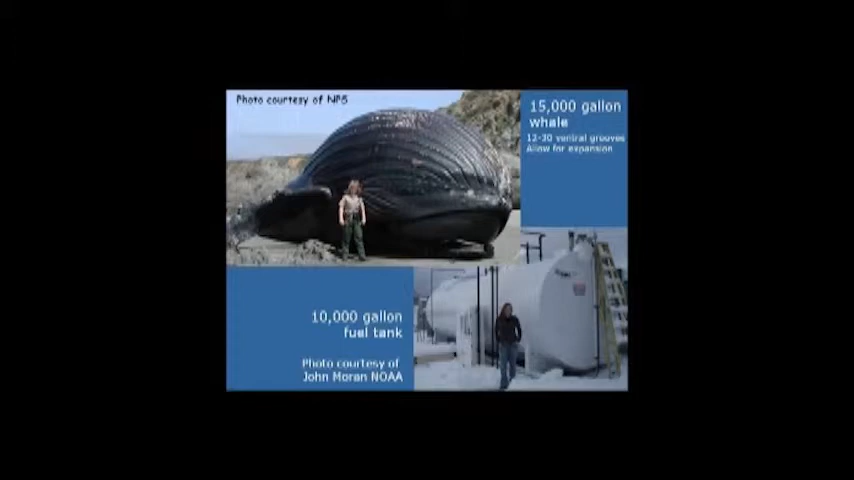 Photo courtesy of NPS
15,000 gallon
whale
12-30 ventral grooves
Allow for expansion
10,000 gallon
fuel tank
Photo courtesy of
John Moran NOAA